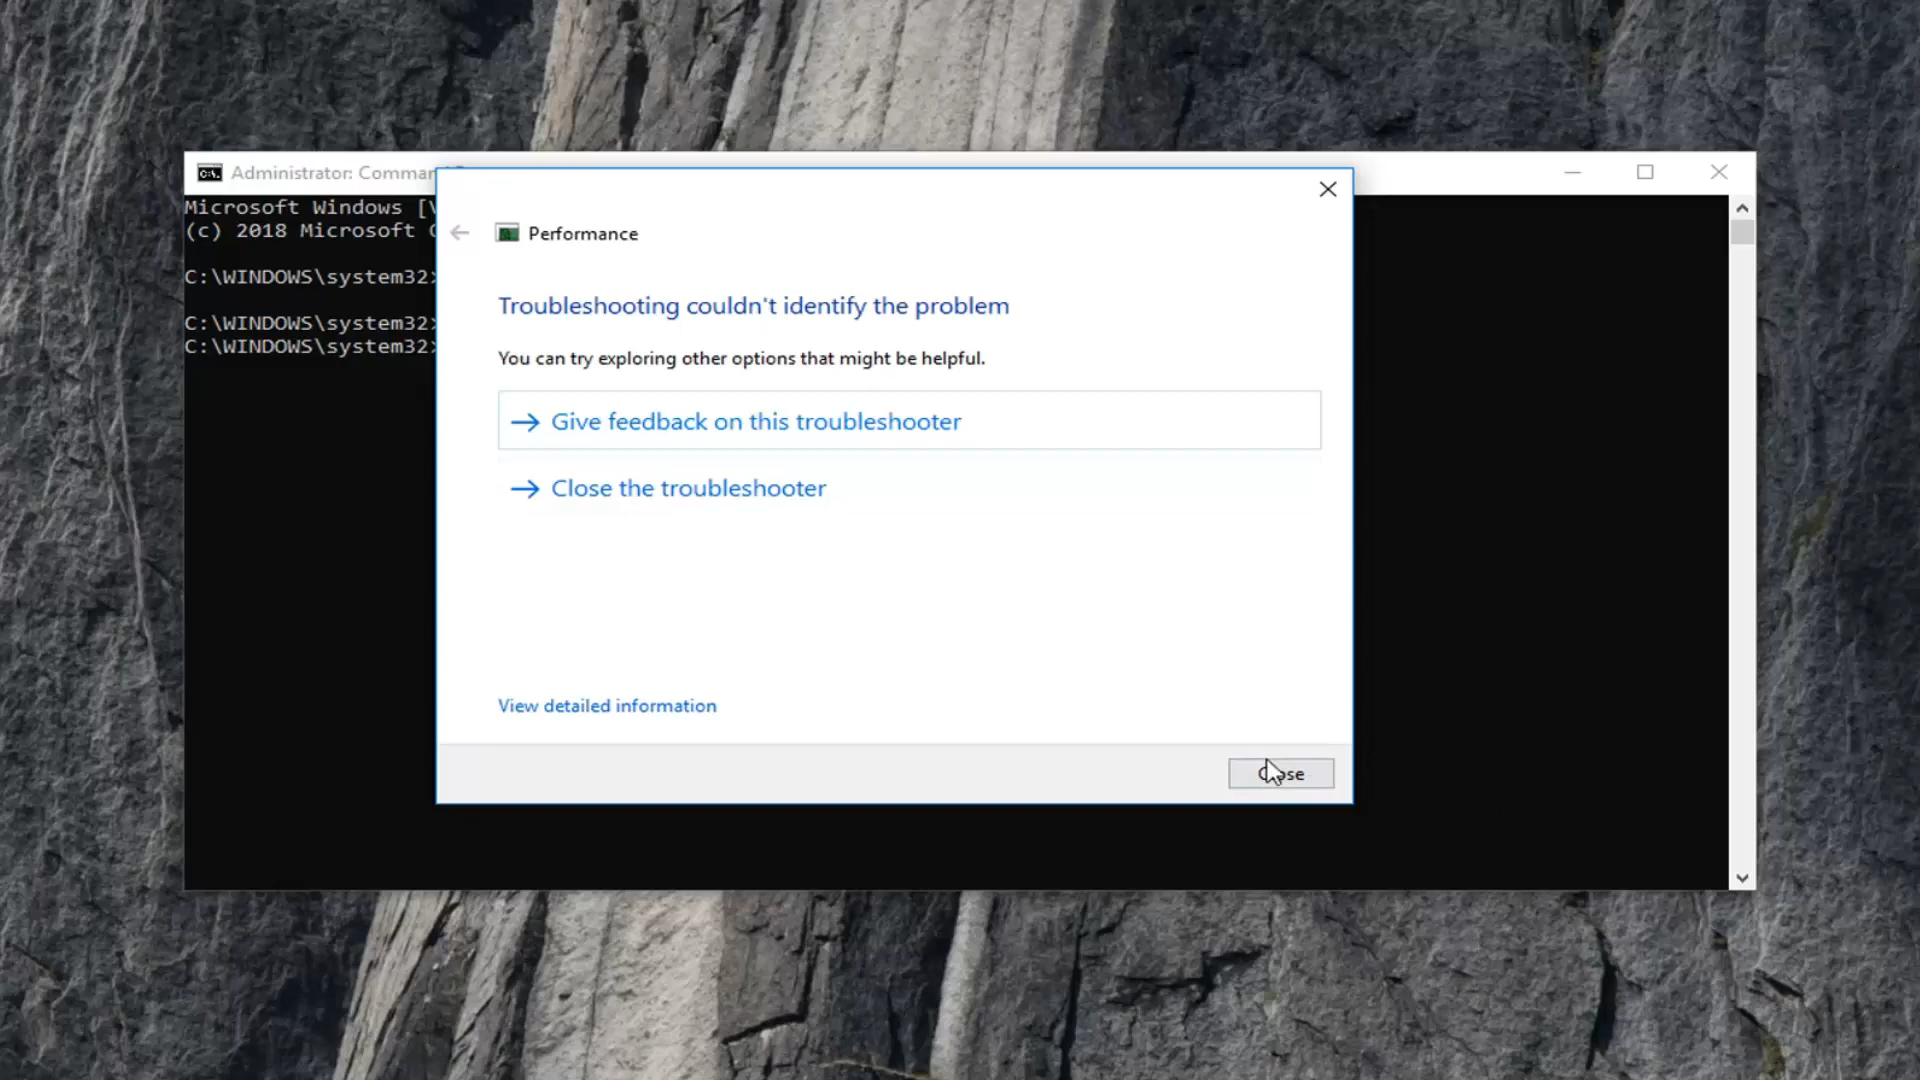 Administrator: Comman
Microsoft Windows [
(c) 2018 Microsoft
C:\WINDOWS\system32>
C:\WINDOWS\system32>
C:\WINDOWS\system32>
Performance
Troubleshooting couldn't identify the problem
You can try exploring other options that might be helpful.
Give feedback on this troubleshooter
Close the troubleshooter
View detailed information
Close